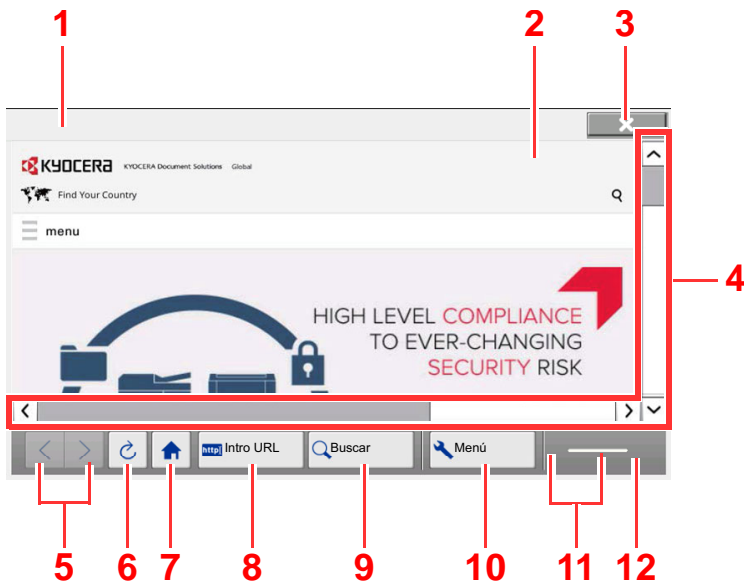 1 2 3
KYOCERA KYOCERA Document Solutions Global
Find Your Country
menu
4
HIGH LEVEL COMPLIANCE
TO EVER-CHANGING
SECURITY RISK
http Intro URL Buscar Menú
5 6 7 8 9 10 11 12